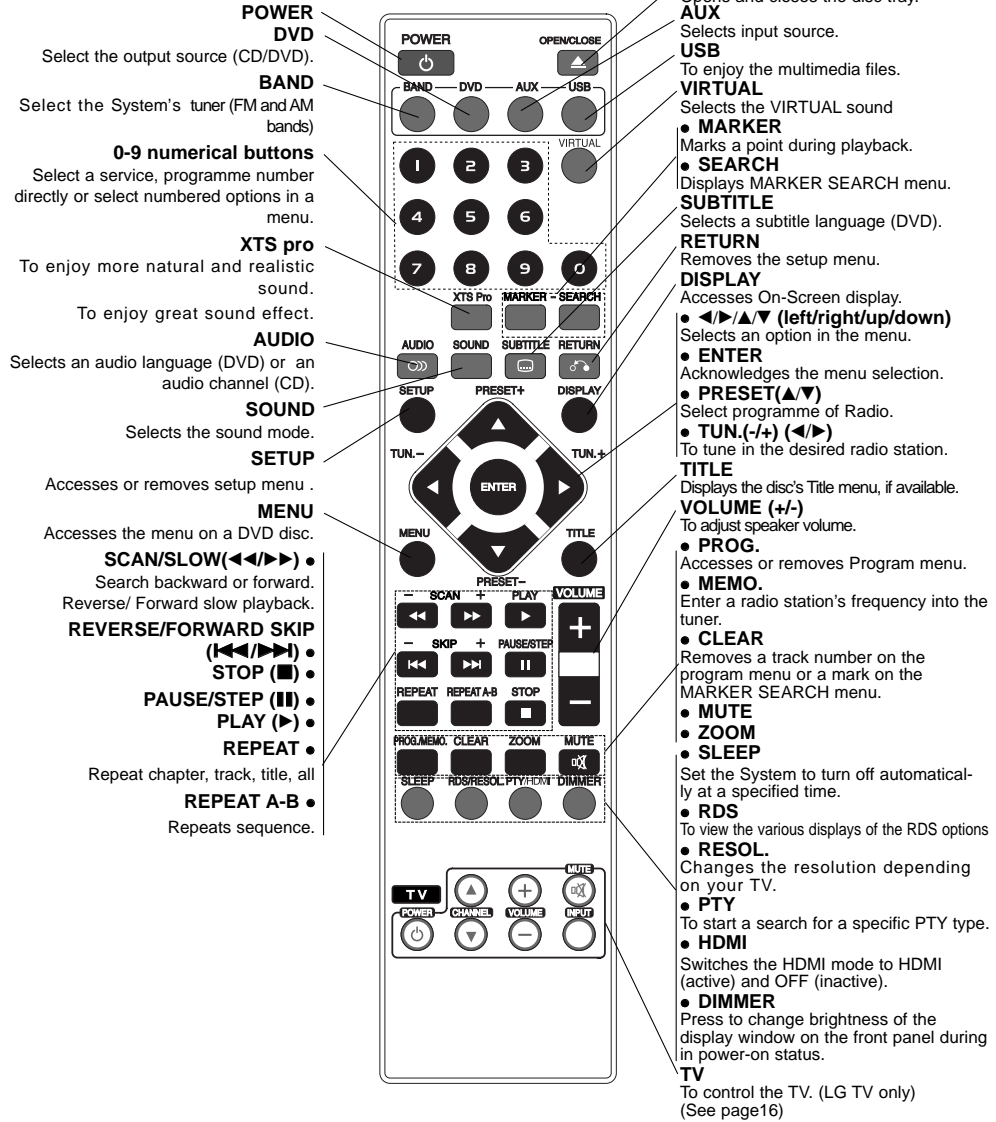 POWER
DVD
Select the output source (CD/DVD).
BAND
Select the System's tuner (FM and AM
bands)
0-9 numerical buttons
Select a service, programme number
directly or select numbered options in a
menu.
XTS pro
To enjoy more natural and realistic
sound.
To enjoy great sound effect.
AUDIO
Selects an audio language (DVD) or an
audio channel (CD).
SOUND
Selects the sound mode.
SETUP
Accesses or removes setup menu .
MENU
Accesses the menu on a DVD disc.
SCAN/SLOW(◀◀/▶▶) ●
Search backward or forward.
Reverse/ Forward slow playback.
REVERSE/FORWARD SKIP
(|◀◀/▶▶|) ●
STOP (■) ●
PAUSE/STEP (❚❚) ●
PLAY (▶) ●
REPEAT ●
Repeat chapter, track, title, all
REPEAT A-B ●
Repeats sequence.
POWER OPEN/CLOSE
BAND DVD AUX USB
VIRTUAL
1 2 3
4 5 6
7 8 9 0
XTS Pro MARKER - SEARCH
AUDIO SOUND SUBTITLE RETURN
SETUP PRESET+ DISPLAY
TUN.– TUN.+
ENTER
MENU TITLE
PRESET–
– SCAN + PLAY VOLUME
– SKIP + PAUSE/STEP
REPEAT REPEAT A-B STOP
PROG./MEMO. CLEAR ZOOM MUTE
SLEEP RDS/RESOL. PTY/HDMI DIMMER
MUTE
TV
POWER CHANNEL VOLUME INPUT
Opens and closes the disc tray.
AUX
Selects input source.
USB
To enjoy the multimedia files.
VIRTUAL
Selects the VIRTUAL sound
● MARKER
Marks a point during playback.
● SEARCH
Displays MARKER SEARCH menu.
SUBTITLE
Selects a subtitle language (DVD).
RETURN
Removes the setup menu.
DISPLAY
Accesses On-Screen display.
● ◀/▶/▲/▼ (left/right/up/down)
Selects an option in the menu.
● ENTER
Acknowledges the menu selection.
● PRESET(▲/▼)
Select programme of Radio.
● TUN.(-/+) (◀/▶)
To tune in the desired radio station.
TITLE
Displays the disc's Title menu, if available.
VOLUME (+/-)
To adjust speaker volume.
● PROG.
Accesses or removes Program menu.
● MEMO.
Enter a radio station's frequency into the
tuner.
● CLEAR
Removes a track number on the
program menu or a mark on the
MARKER SEARCH menu.
● MUTE
● ZOOM
● SLEEP
Set the System to turn off automatical-
ly at a specified time.
● RDS
To view the various displays of the RDS options
● RESOL.
Changes the resolution depending
on your TV.
● PTY
To start a search for a specific PTY type.
● HDMI
Switches the HDMI mode to HDMI
(active) and OFF (inactive).
● DIMMER
Press to change brightness of the
display window on the front panel during
in power-on status.
TV
To control the TV. (LG TV only)
(See page16)